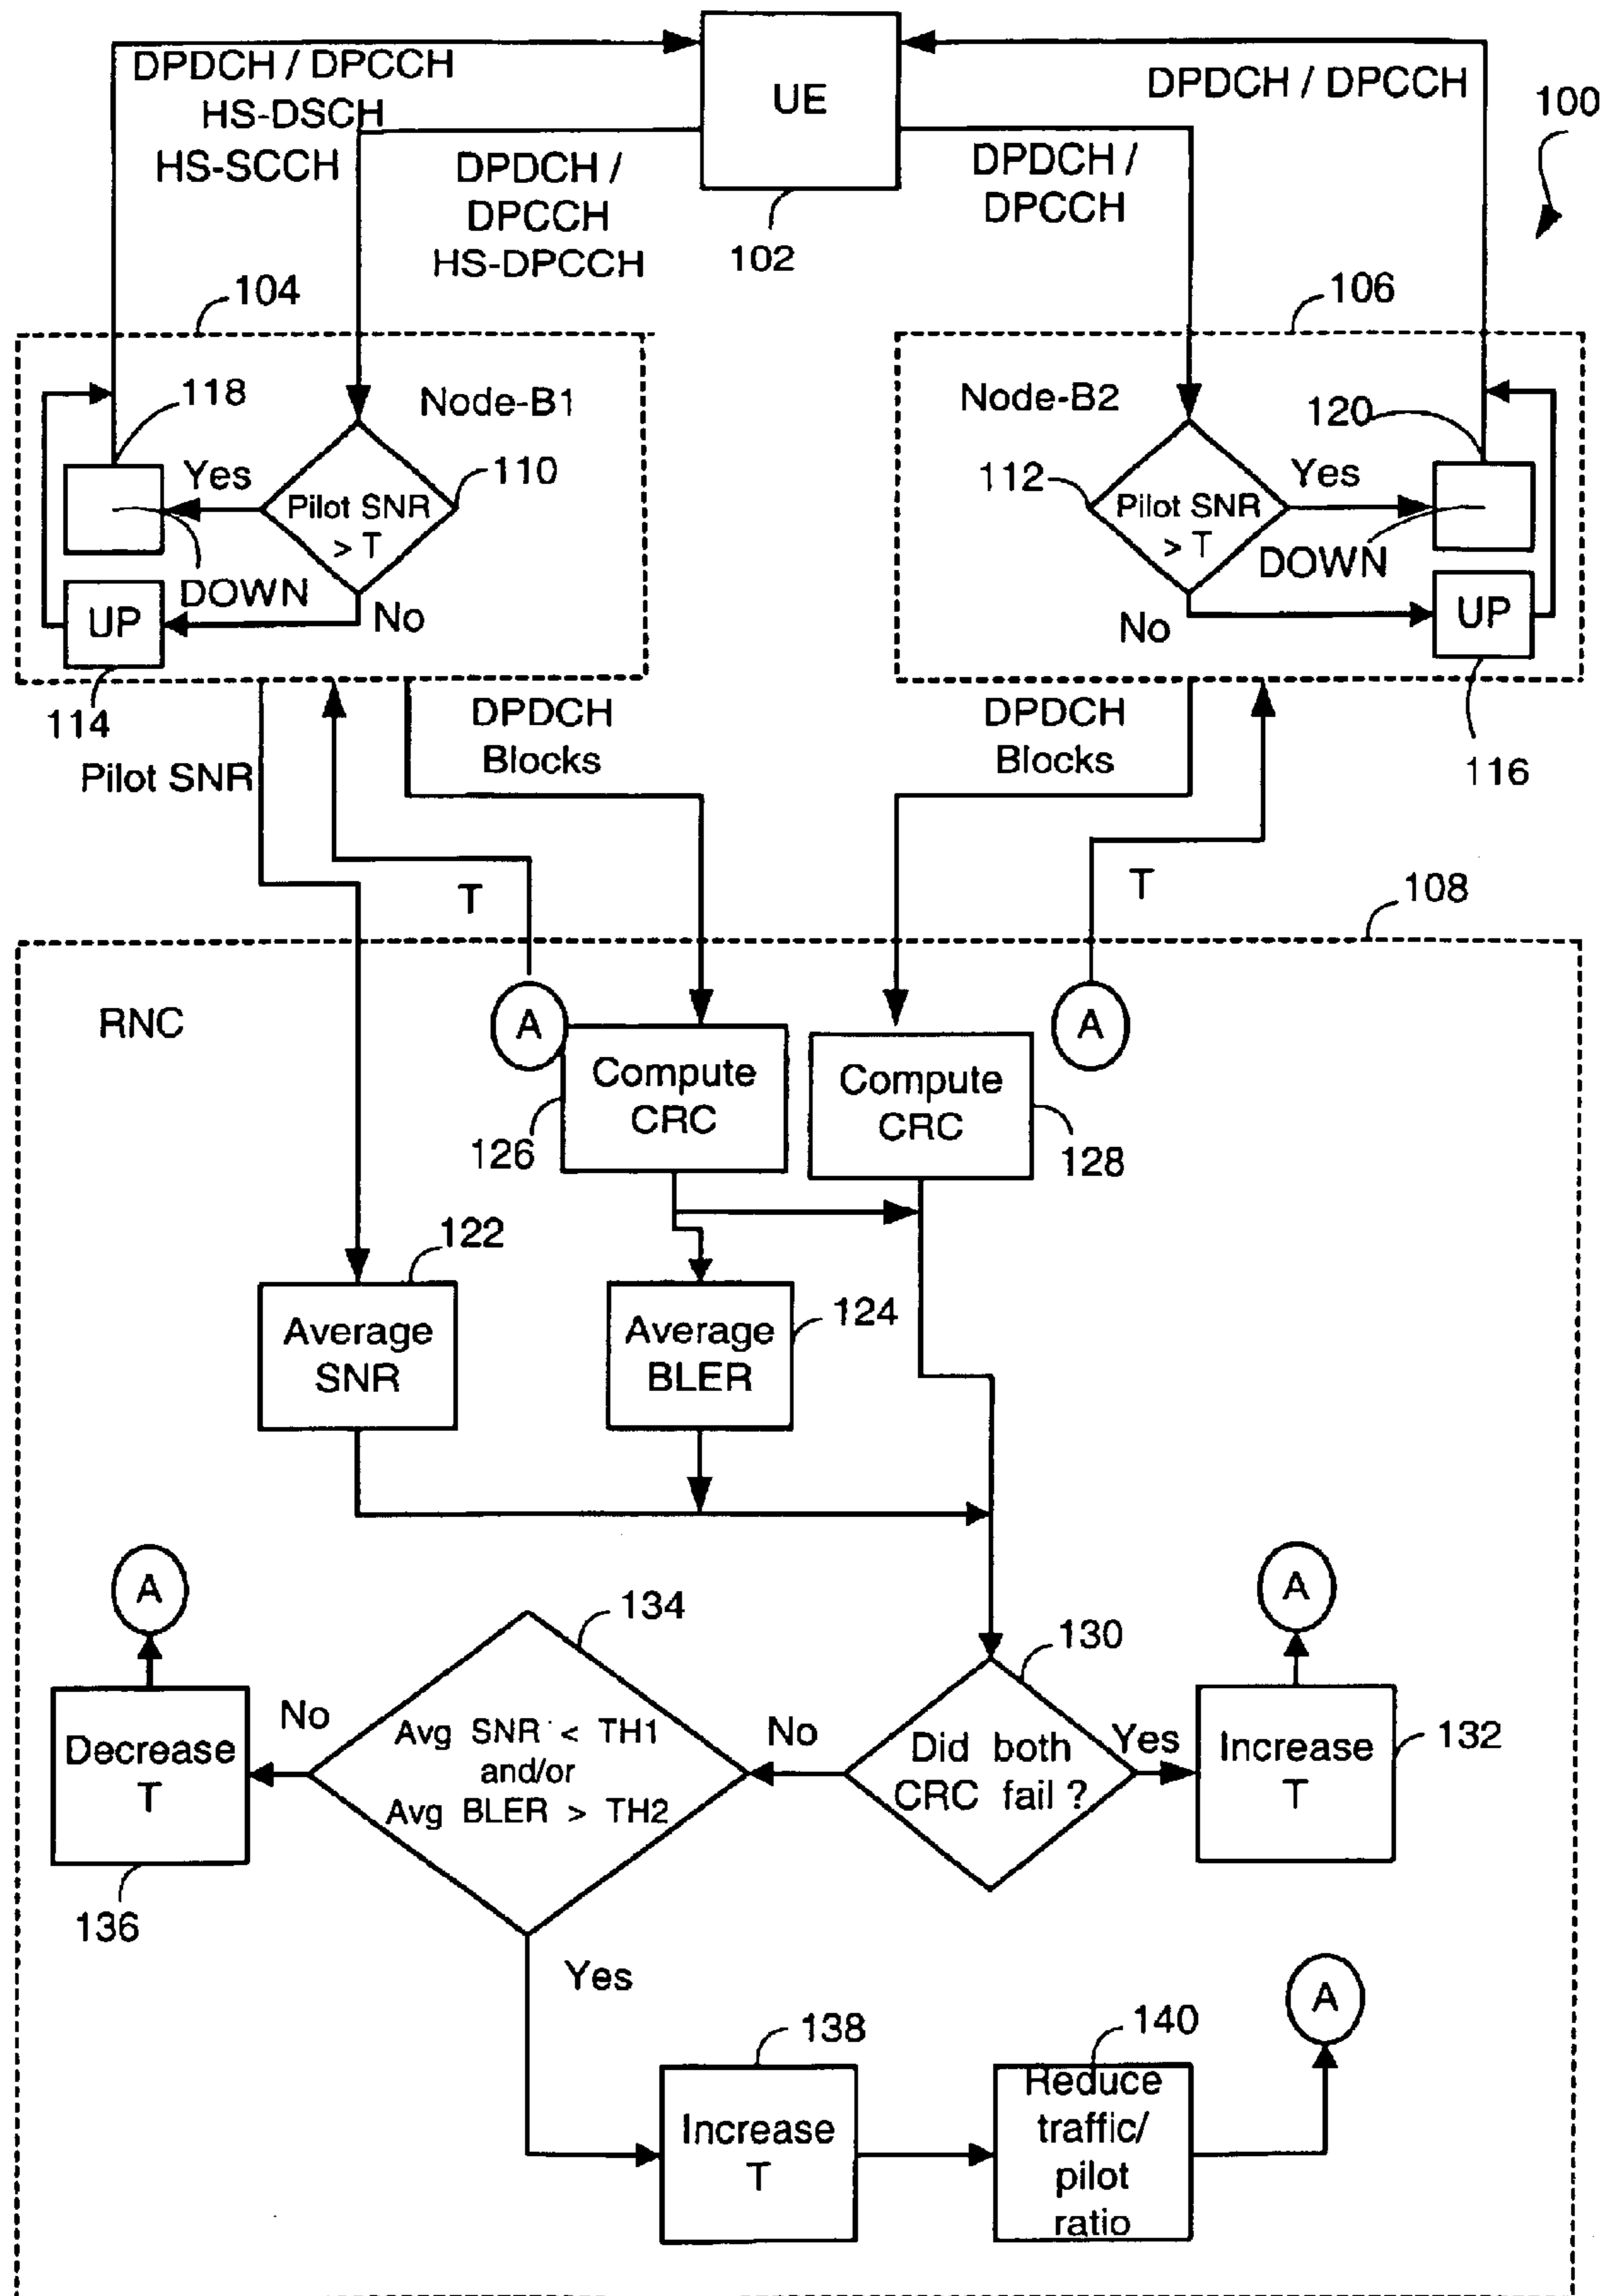 DPDCH / DPCCH
HS-DSCH
HS-SCCH
UE
DPDCH / DPCCH
100
DPDCH /
DPCCH
HS-DPCCH
102
DPDCH /
DPCCH
104
106
118
Node-B1
Yes
Pilot SNR
> T
110
DOWN
UP
No
114
Node-B2
120
112
Pilot SNR
> T
Yes
DOWN
No
UP
116
Pilot SNR
DPDCH
Blocks
DPDCH
Blocks
T
T
108
RNC
A
Compute
CRC
126
Compute
CRC
128
A
122
Average
SNR
124
Average
BLER
A
134
130
A
Decrease
T
136
No
Avg SNR < TH1
and/or
Avg BLER > TH2
No
Did both
CRC fail ?
Yes
Increase
T
132
Yes
138
Increase
T
140
Reduce
traffic/
pilot
ratio
A